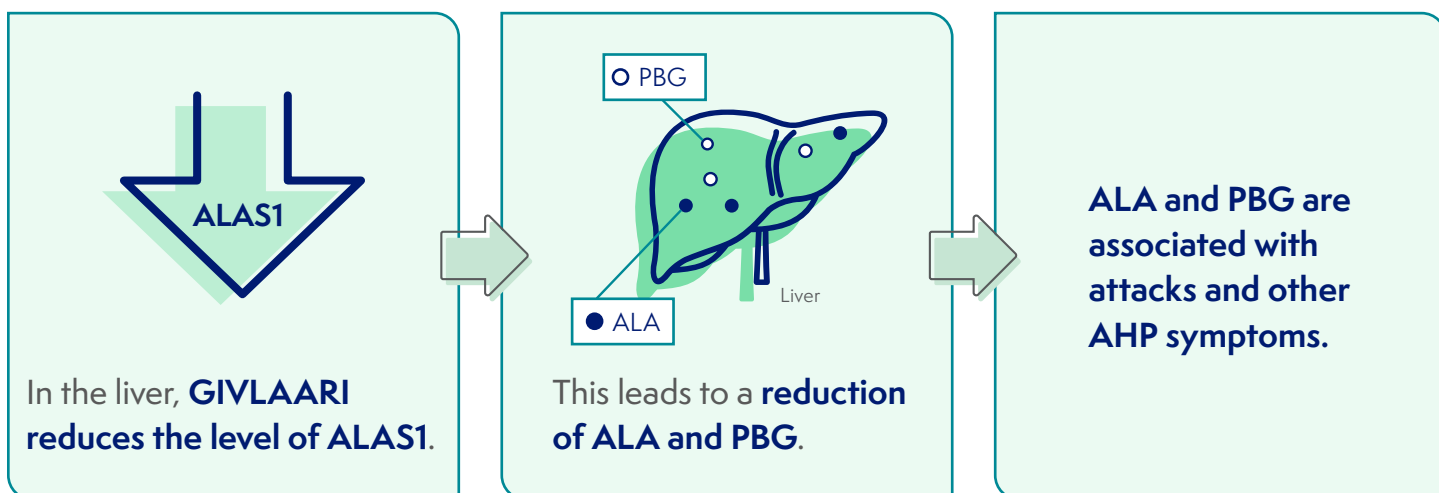 ALAS1
In the liver, GIVLAARI
reduces the level of ALAS1.
PBG
Liver
ALA
This leads to a reduction
of ALA and PBG.
ALA and PBG are
associated with
attacks and other
AHP symptoms.